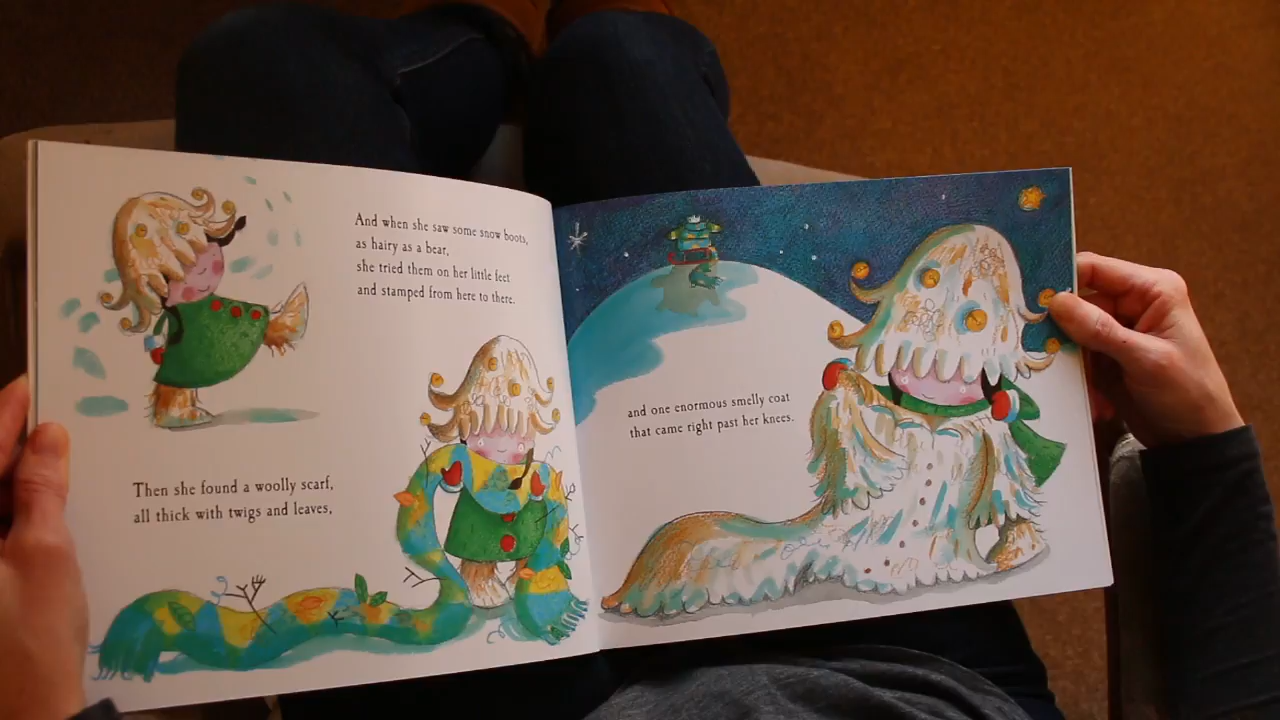 And when she saw some snow boots,
as hairy as a bear,
she tried them on her little feet
and stamped from here to there.
Then she found a woolly scarf,
all thick with twigs and leaves,
and one enormous smelly coat
that came right past her knees.